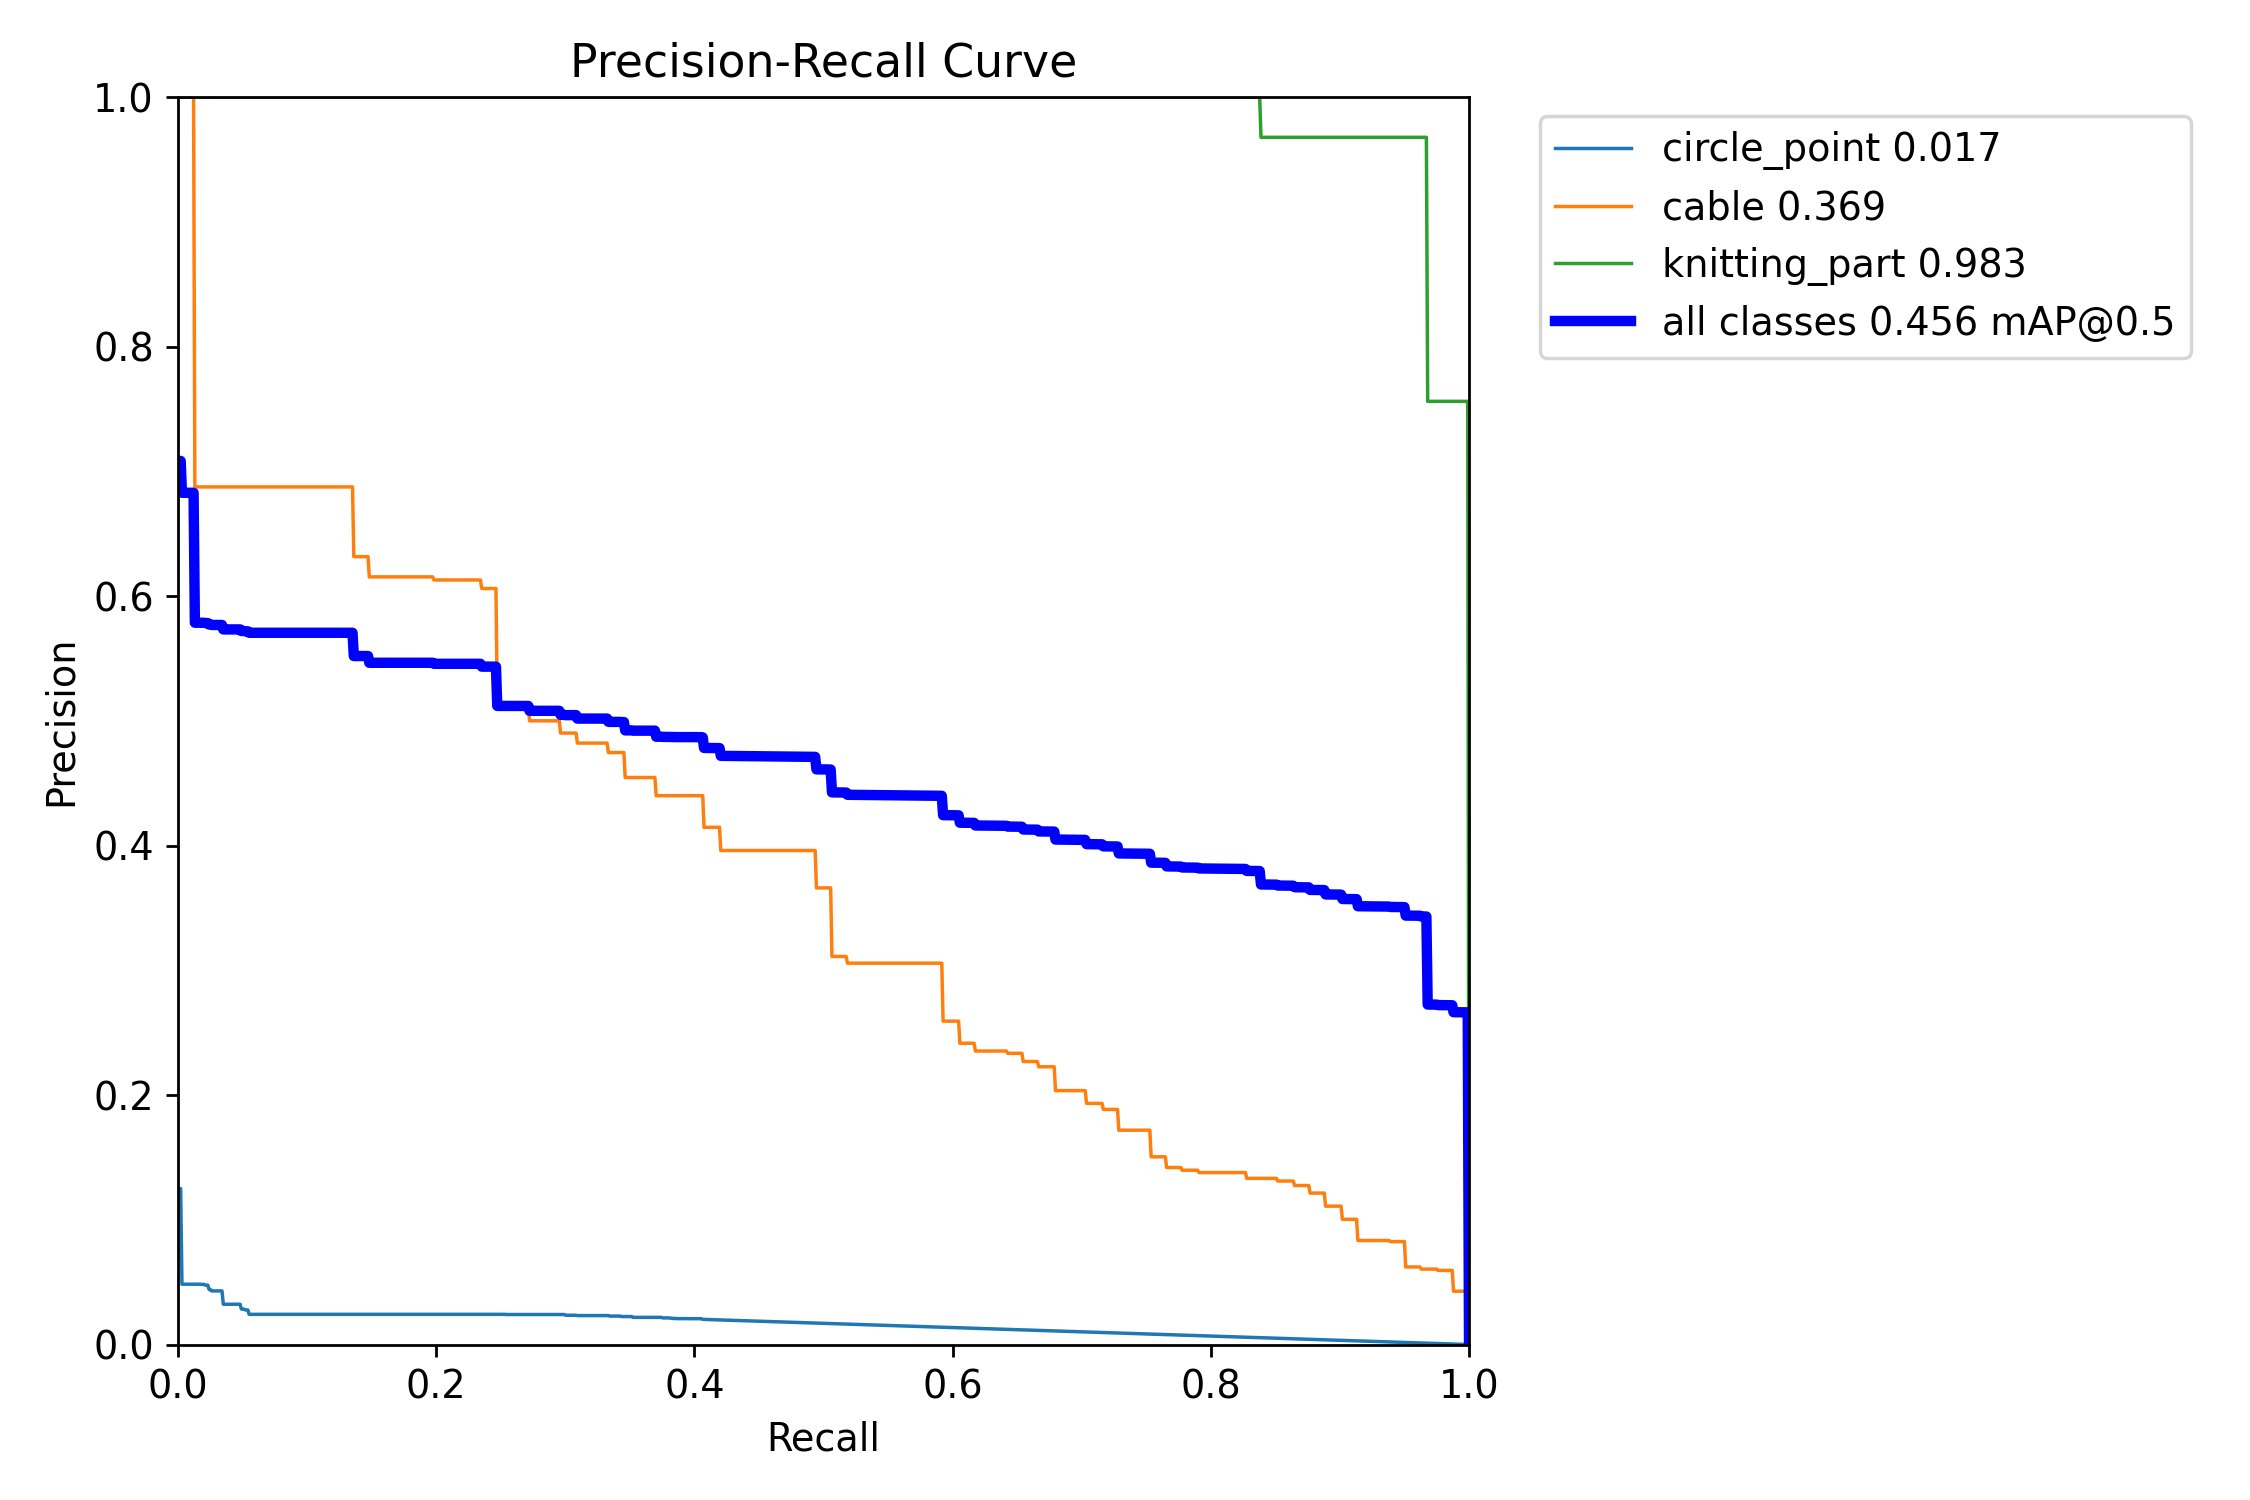 Precision-Recall Curve
1.0
0.8
0.6
0.4
0.2
0.0
Precision
0.0 0.2 0.4 0.6 0.8 1.0
Recall
circle_point 0.017
cable 0.369
knitting_part 0.983
all classes 0.456 mAP@0.5